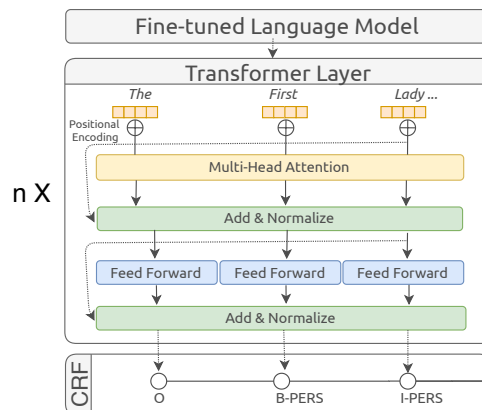 Fine-tuned Language Model
Transformer Layer
The First Lady ...
Positional
Encoding
Multi-Head Attention
n X
Add & Normalize
Feed Forward Feed Forward Feed Forward
Add & Normalize
CRF
O B-PERS I-PERS